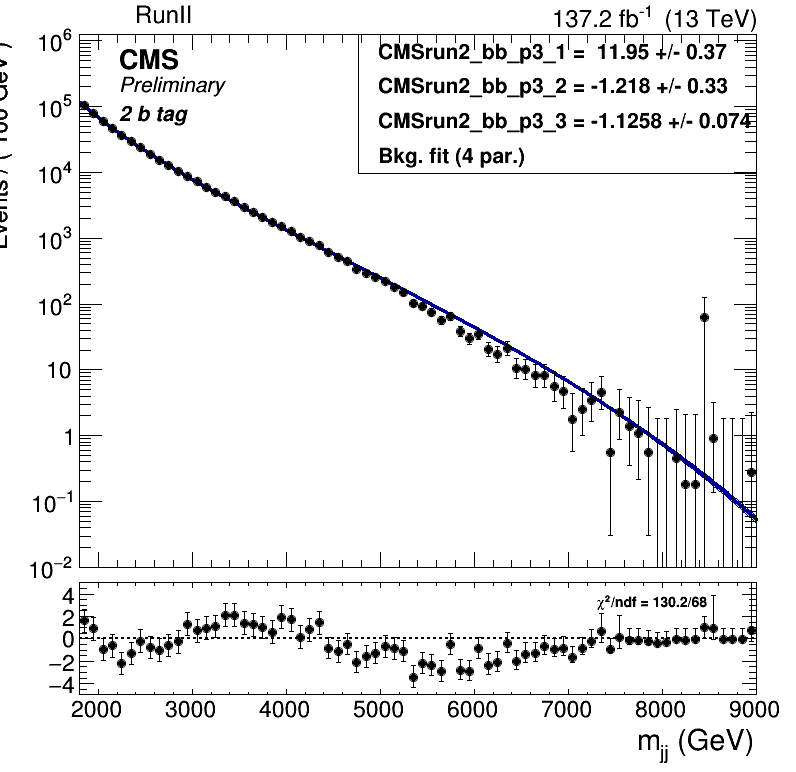 RunII
137.2 fb⁻¹ (13 TeV)
CMS
Preliminary
2 b tag
CMSrun2_bb_p3_1 = 11.95 +/- 0.37
CMSrun2_bb_p3_2 = -1.218 +/- 0.33
CMSrun2_bb_p3_3 = -1.1258 +/- 0.074
Bkg. fit (4 par.)
10⁶
10⁵
10⁴
10³
10²
10
1
10⁻¹
10⁻²
χ²/ndf = 130.2/68
4
2
0
−2
−4
2000 3000 4000 5000 6000 7000 8000 9000
m_jj (GeV)